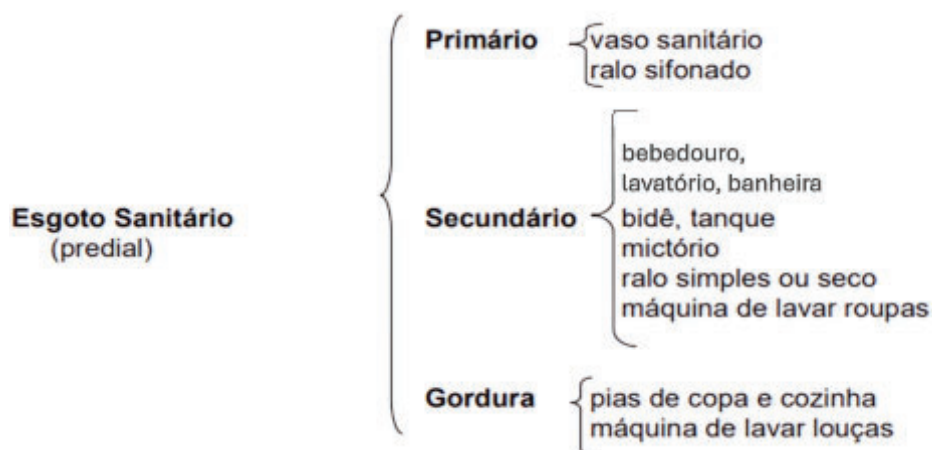 Esgoto Sanitário
(predial)
Primário
vaso sanitário
ralo sifonado
Secundário
bebedouro,
lavatório, banheira
bidê, tanque
mictório
ralo simples ou seco
máquina de lavar roupas
Gordura
pias de copa e cozinha
máquina de lavar louças